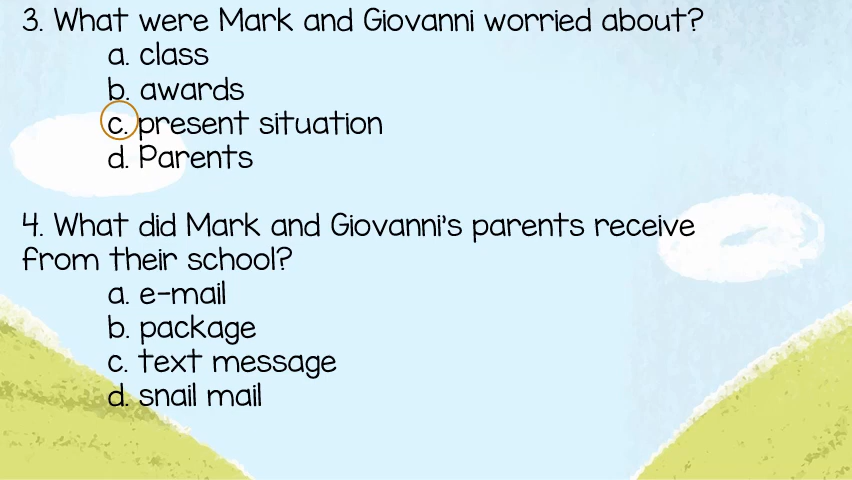 3. What were Mark and Giovanni worried about?
a. class
b. awards
c. present situation
d. Parents
4. What did Mark and Giovanni's parents receive
from their school?
a. e-mail
b. package
c. text message
d. snail mail